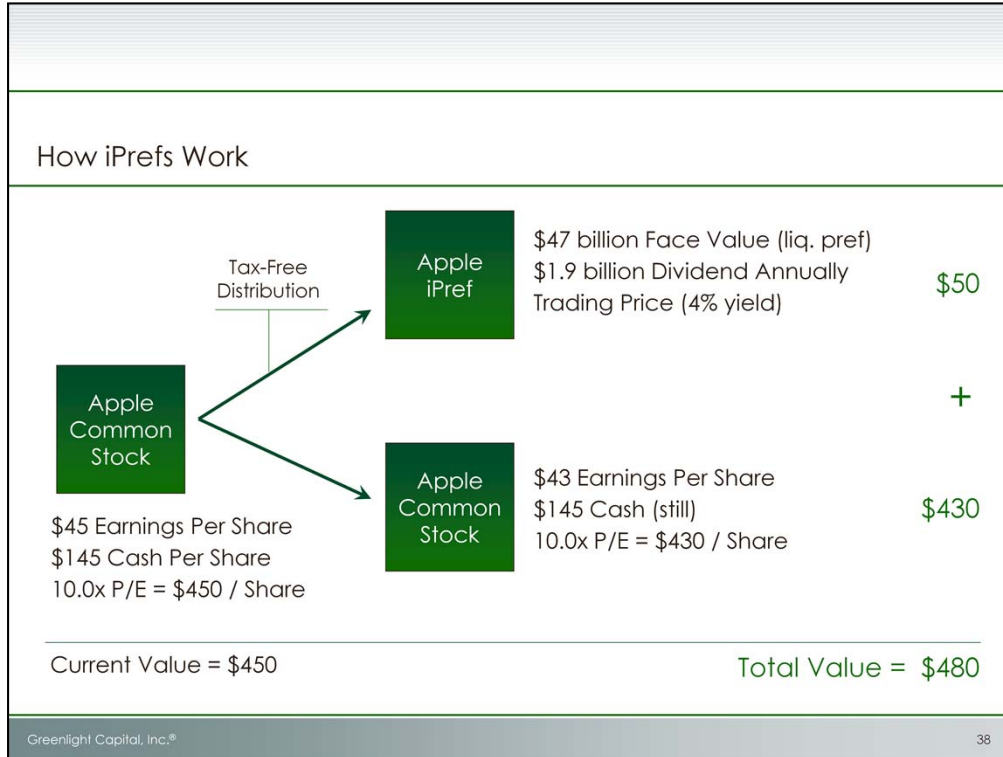 How iPrefs Work
Tax-Free
Distribution
Apple
iPref
$47 billion Face Value (liq. pref)
$1.9 billion Dividend Annually
Trading Price (4% yield)
$50
+
Apple
Common
Stock
$45 Earnings Per Share
$145 Cash Per Share
10.0x P/E = $450 / Share
Apple
Common
Stock
$43 Earnings Per Share
$145 Cash (still)
10.0x P/E = $430 / Share
$430
Current Value = $450
Total Value = $480
Greenlight Capital, Inc.®
38